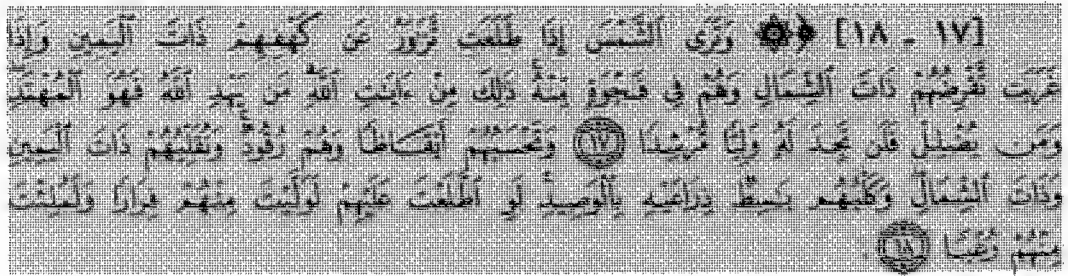 [١٧ ـ ١٨] ﴿۞ وَتَرَى ٱلشَّمْسَ إِذَا طَلَعَت تَّزَٰوَرُ عَن كَهْفِهِمْ ذَاتَ ٱلْيَمِينِ وَإِذَا
غَرَبَت تَّقْرِضُهُمْ ذَاتَ ٱلشِّمَالِ وَهُمْ فِى فَجْوَةٍ مِّنْهُ ذَٰلِكَ مِنْ ءَايَٰتِ ٱللَّهِ مَن يَهْدِ ٱللَّهُ فَهُوَ ٱلْمُهْتَدِ
وَمَن يُضْلِلْ فَلَن تَجِدَ لَهُۥ وَلِيًّا مُّرْشِدًا ﴿١٧﴾ وَتَحْسَبُهُمْ أَيْقَاظًا وَهُمْ رُقُودٌ وَنُقَلِّبُهُمْ ذَاتَ ٱلْيَمِينِ
وَذَاتَ ٱلشِّمَالِ وَكَلْبُهُم بَٰسِطٌ ذِرَاعَيْهِ بِٱلْوَصِيدِ لَوِ ٱطَّلَعْتَ عَلَيْهِمْ لَوَلَّيْتَ مِنْهُمْ فِرَارًا وَلَمُلِئْتَ
مِنْهُمْ رُعْبًا ﴿١٨﴾